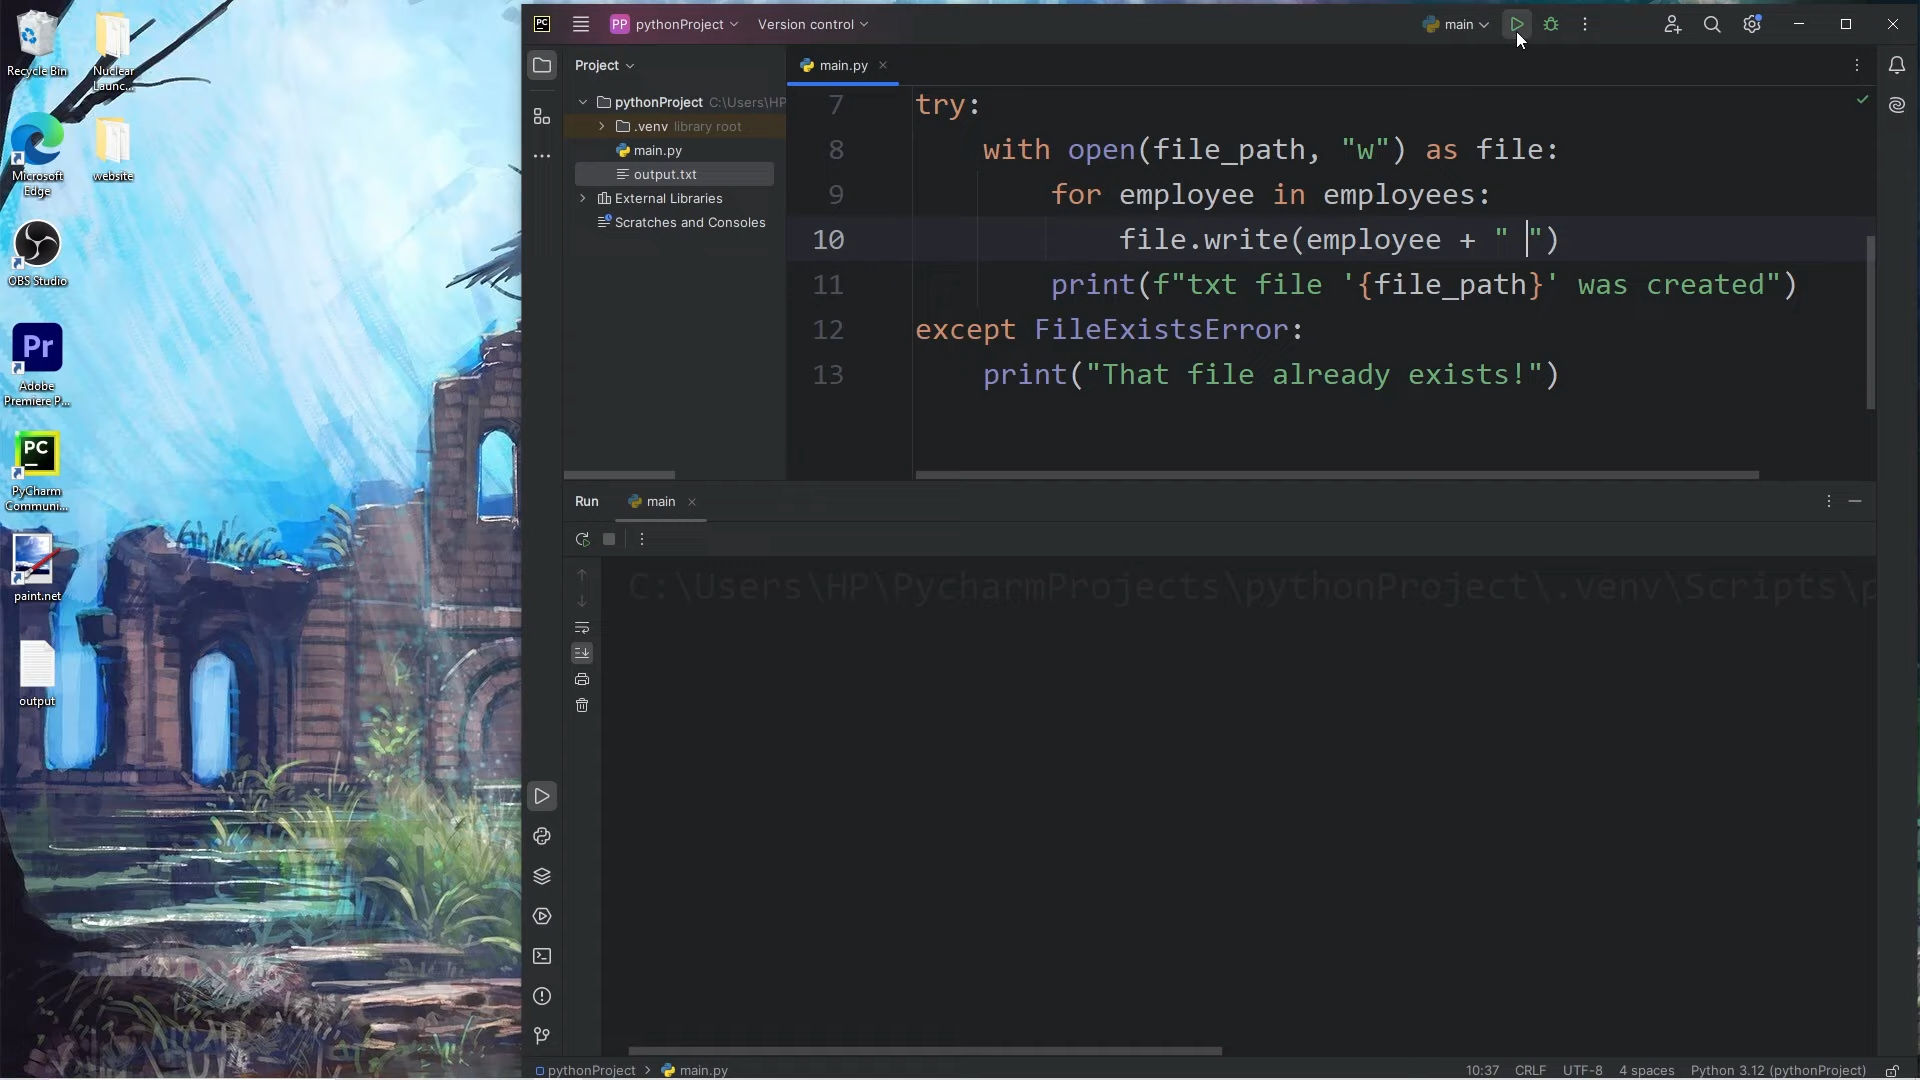 Recycle Bin
Nuclear
Launc...
Microsoft
Edge
website
OBS Studio
Pr
Adobe
Premiere P...
PC
PyCharm
Communi...
paint.net
output
PC
PP pythonProject
Version control
main
Project
pythonProject C:\Users\HP
.venv library root
main.py
output.txt
External Libraries
Scratches and Consoles
main.py
7 try:
8 with open(file_path, "w") as file:
9 for employee in employees:
10 file.write(employee + " ")
11 print(f"txt file '{file_path}' was created")
12 except FileExistsError:
13 print("That file already exists!")
Run main
C:\Users\HP\PycharmProjects\pythonProject\.venv\Scripts\p
pythonProject > main.py
10:37 CRLF UTF-8 4 spaces Python 3.12 (pythonProject)